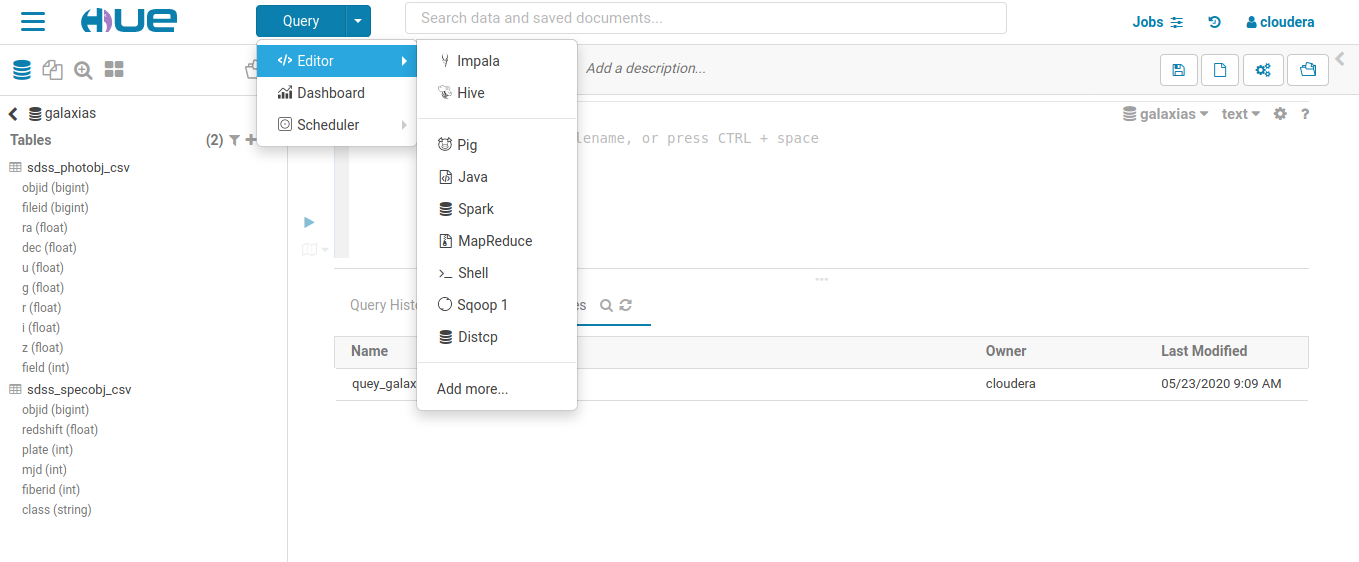 HUE
Query
Search data and saved documents...
Jobs
cloudera
Editor
Dashboard
Scheduler
Impala
Hive
Pig
Java
Spark
MapReduce
Shell
Sqoop 1
Distcp
Add more...
Add a description...
galaxias
Tables (2)
sdss_photobj_csv
objid (bigint)
fileid (bigint)
ra (float)
dec (float)
u (float)
g (float)
r (float)
i (float)
z (float)
field (int)
sdss_specobj_csv
objid (bigint)
redshift (float)
plate (int)
mjd (int)
fiberid (int)
class (string)
galaxias text ?
lename, or press CTRL + space
Query Hist
es
Name Owner Last Modified
quey_galax cloudera 05/23/2020 9:09 AM